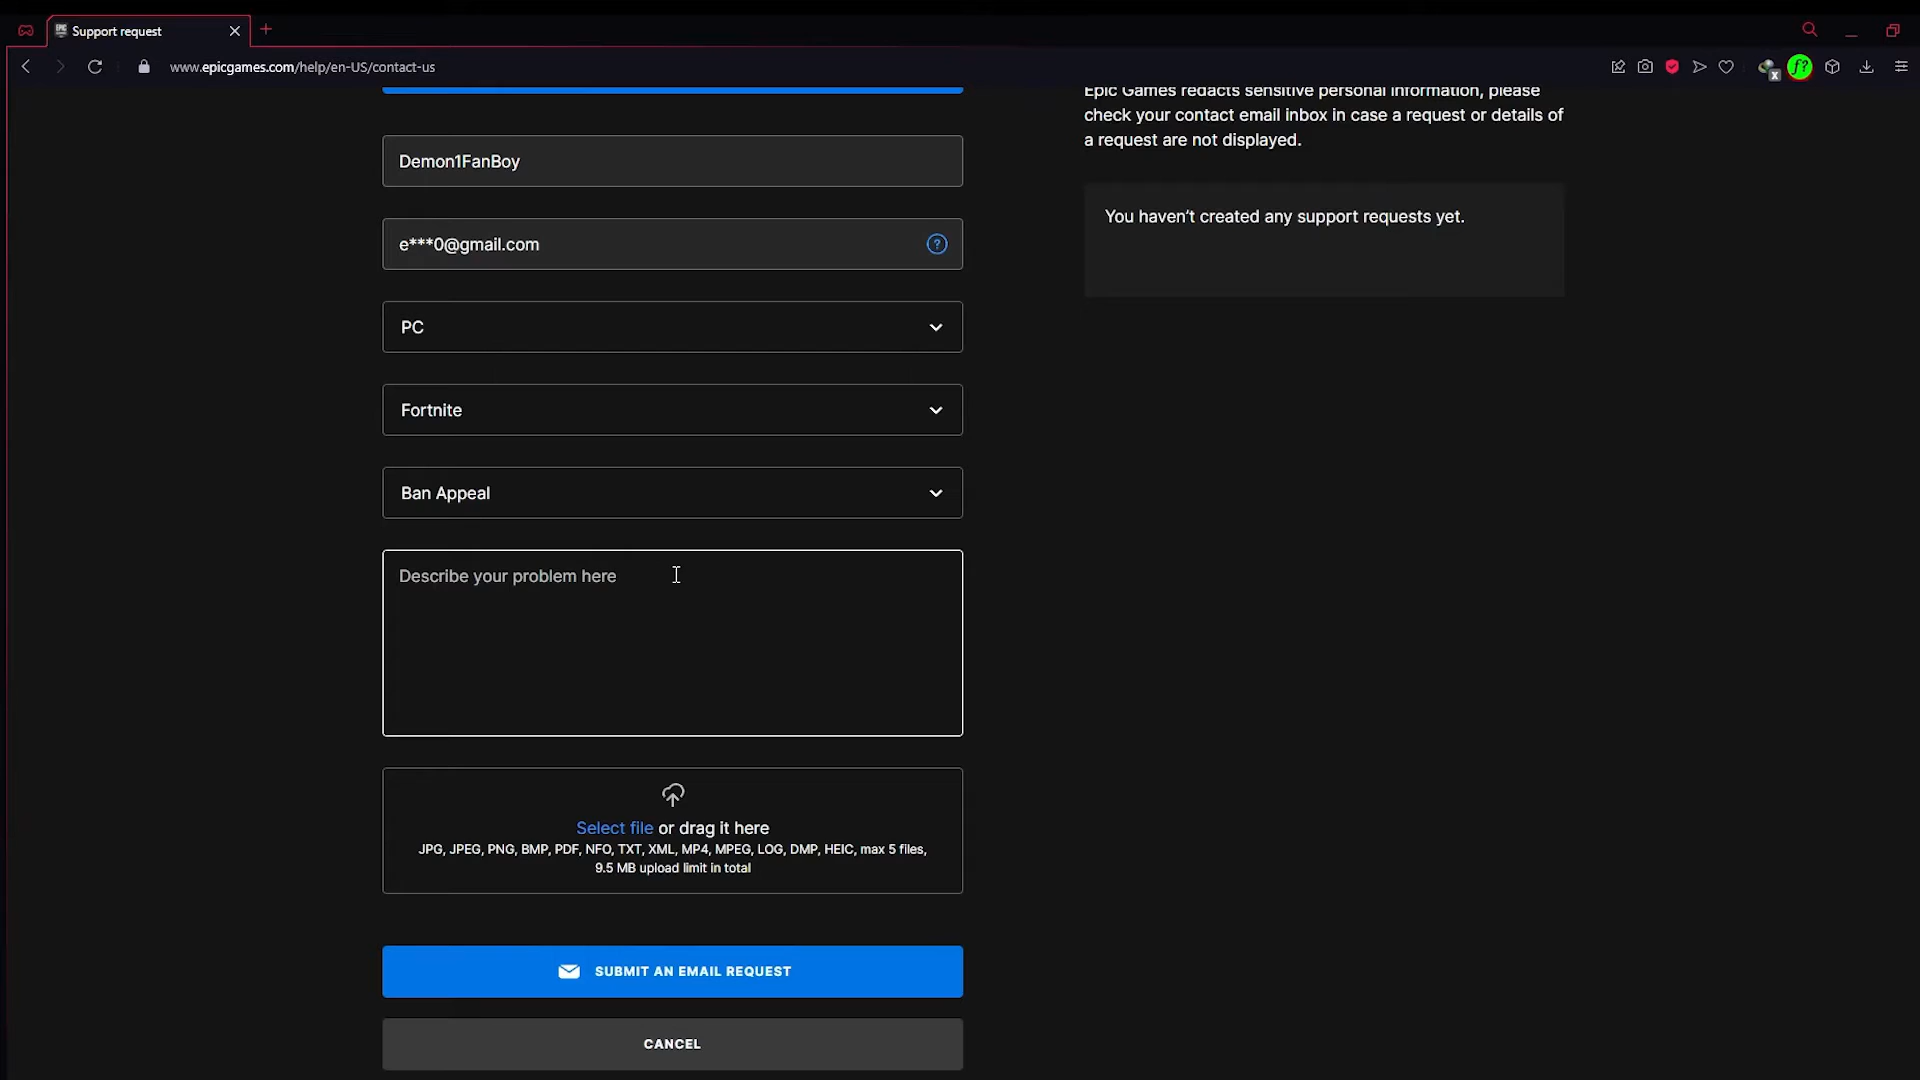 Support request
www.epicgames.com/help/en-US/contact-us
Epic Games redacts sensitive personal information, please
check your contact email inbox in case a request or details of
a request are not displayed.
Demon1FanBoy
You haven't created any support requests yet.
e***0@gmail.com
?
PC
Fortnite
Ban Appeal
Describe your problem here
Select file or drag it here
JPG, JPEG, PNG, BMP, PDF, NFO, TXT, XML, MP4, MPEG, LOG, DMP, HEIC, max 5 files,
9.5 MB upload limit in total
SUBMIT AN EMAIL REQUEST
CANCEL